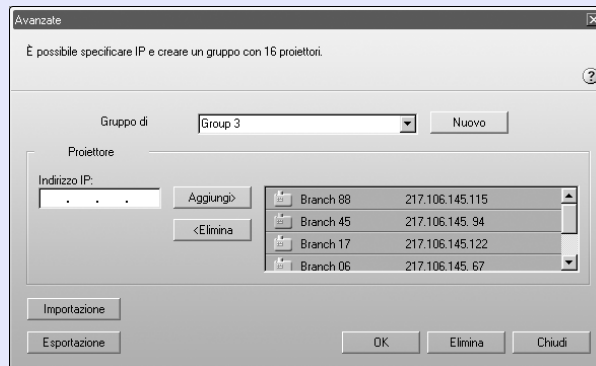 Avanzate
È possibile specificare IP e creare un gruppo con 16 proiettori.
?
Gruppo di Group 3 Nuovo
Proiettore
Indirizzo IP:
. . .
Aggiungi>
<Elimina
Branch 88 217.106.145.115
Branch 45 217.106.145. 94
Branch 17 217.106.145.122
Branch 06 217.106.145. 67
Importazione
Esportazione OK Elimina Chiudi